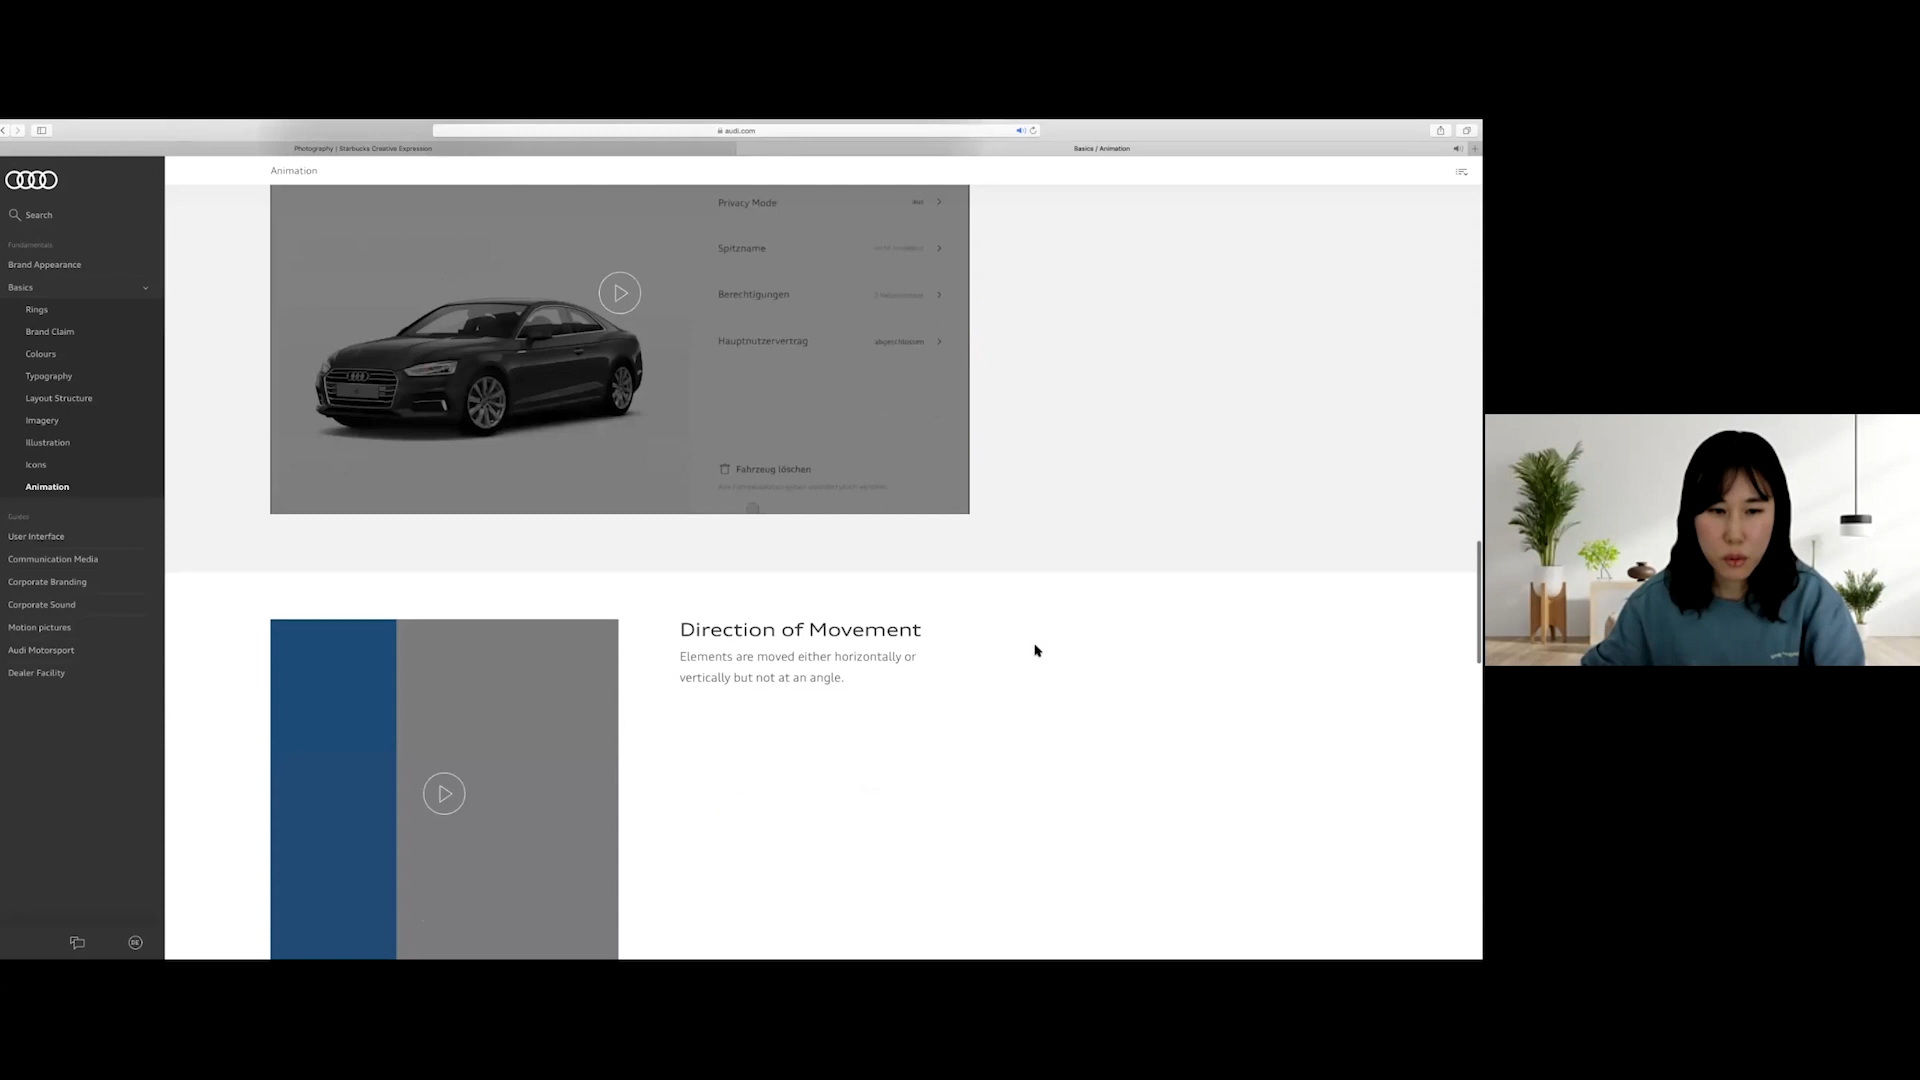 audi.com
Photography | Starbucks Creative Expression
Basics / Animation
Animation
Search
Fundamentals
Brand Appearance
Basics
Rings
Brand Claim
Colours
Typography
Layout Structure
Imagery
Illustration
Icons
Animation
Guides
User Interface
Communication Media
Corporate Branding
Corporate Sound
Motion pictures
Audi Motorsport
Dealer Facility
DE
Privacy Mode
Spitzname
Berechtigungen
Hauptnutzervertrag abgeschlossen
Fahrzeug löschen
Direction of Movement
Elements are moved either horizontally or
vertically but not at an angle.